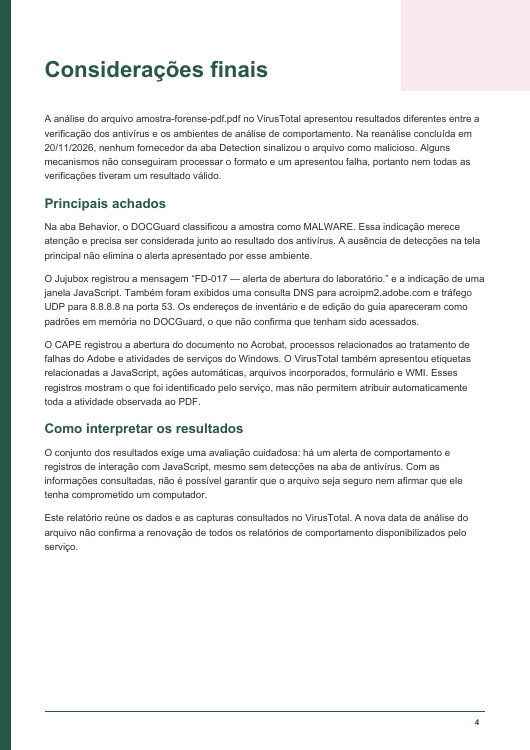 Considerações finais
A análise do arquivo amostra-forense-pdf.pdf no VirusTotal apresentou resultados diferentes entre a
verificação dos antivírus e os ambientes de análise de comportamento. Na reanálise concluída em
20/11/2026, nenhum fornecedor da aba Detection sinalizou o arquivo como malicioso. Alguns
mecanismos não conseguiram processar o formato e um apresentou falha, portanto nem todas as
verificações tiveram um resultado válido.
Principais achados
Na aba Behavior, o DOCGuard classificou a amostra como MALWARE. Essa indicação merece
atenção e precisa ser considerada junto ao resultado dos antivírus. A ausência de detecções na tela
principal não elimina o alerta apresentado por esse ambiente.
O Jujubox registrou a mensagem “FD-017 — alerta de abertura do laboratório.” e a indicação de uma
janela JavaScript. Também foram exibidos uma consulta DNS para acroipm2.adobe.com e tráfego
UDP para 8.8.8.8 na porta 53. Os endereços de inventário e de edição do guia apareceram como
padrões em memória no DOCGuard, o que não confirma que tenham sido acessados.
O CAPE registrou a abertura do documento no Acrobat, processos relacionados ao tratamento de
falhas do Adobe e atividades de serviços do Windows. O VirusTotal também apresentou etiquetas
relacionadas a JavaScript, ações automáticas, arquivos incorporados, formulário e WMI. Esses
registros mostram o que foi identificado pelo serviço, mas não permitem atribuir automaticamente
toda a atividade observada ao PDF.
Como interpretar os resultados
O conjunto dos resultados exige uma avaliação cuidadosa: há um alerta de comportamento e
registros de interação com JavaScript, mesmo sem detecções na aba de antivírus. Com as
informações consultadas, não é possível garantir que o arquivo seja seguro nem afirmar que ele
tenha comprometido um computador.
Este relatório reúne os dados e as capturas consultados no VirusTotal. A nova data de análise do
arquivo não confirma a renovação de todos os relatórios de comportamento disponibilizados pelo
serviço.
4